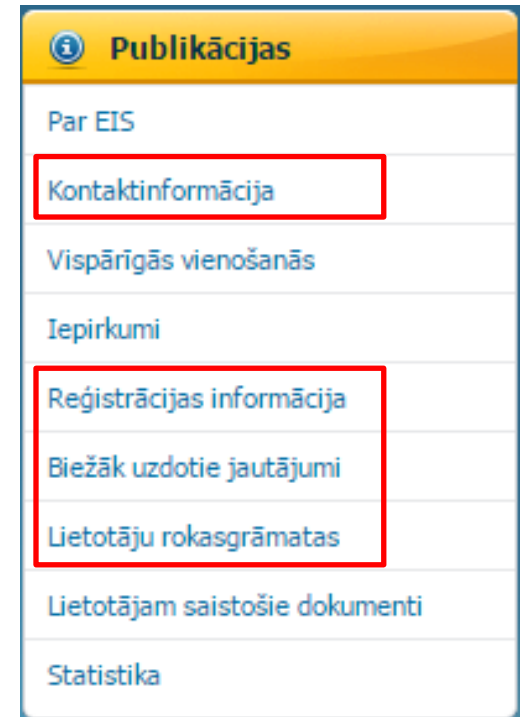 Publikācijas
Par EIS
Kontaktinformācija
Vispārīgās vienošanās
Iepirkumi
Reģistrācijas informācija
Biežāk uzdotie jautājumi
Lietotāju rokasgrāmatas
Lietotājam saistošie dokumenti
Statistika